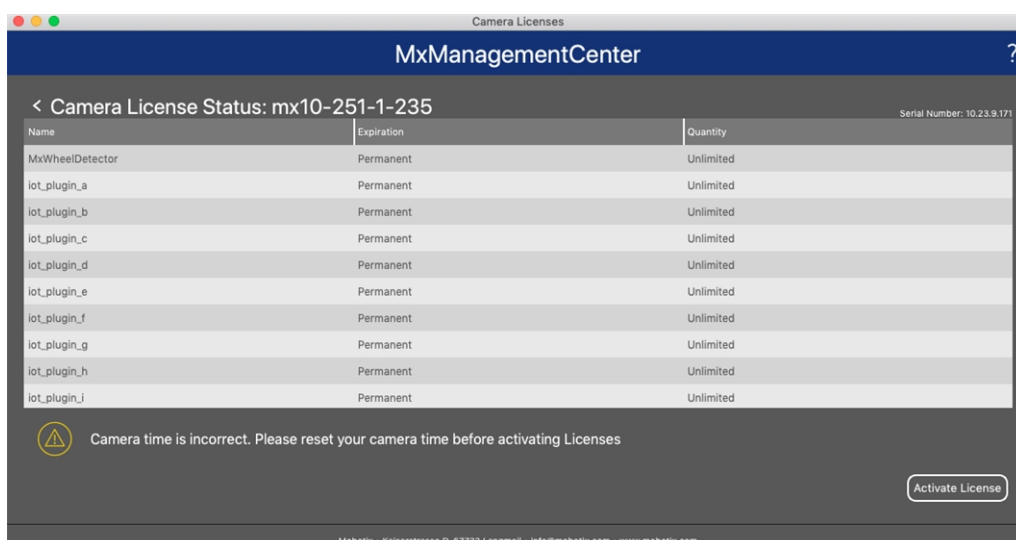 Camera Licenses
MxManagementCenter ?
< Camera License Status: mx10-251-1-235
Serial Number: 10.23.9.171
Name Expiration Quantity
MxWheelDetector Permanent Unlimited
iot_plugin_a Permanent Unlimited
iot_plugin_b Permanent Unlimited
iot_plugin_c Permanent Unlimited
iot_plugin_d Permanent Unlimited
iot_plugin_e Permanent Unlimited
iot_plugin_f Permanent Unlimited
iot_plugin_g Permanent Unlimited
iot_plugin_h Permanent Unlimited
iot_plugin_i Permanent Unlimited
Camera time is incorrect. Please reset your camera time before activating Licenses
Activate License